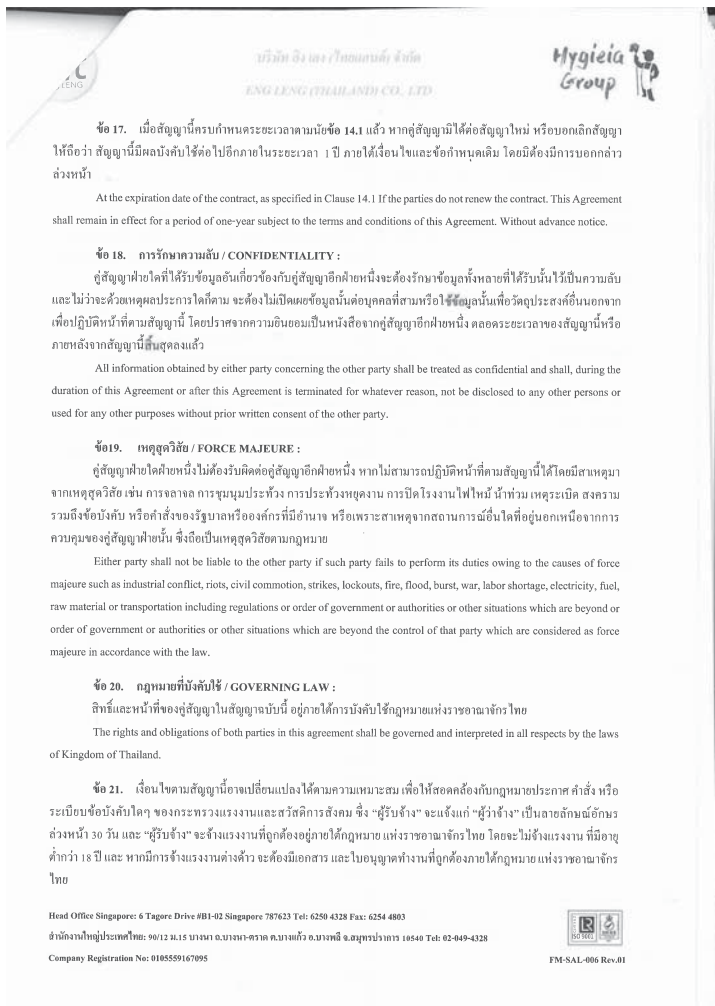 LENG
บริษัท อิง เลง (ไทยแลนด์) จำกัด
ENG LENG (THAILAND) CO., LTD
Hygieia
Group
ข้อ 17. เมื่อสัญญานี้ครบกำหนดระยะเวลาตามนัยข้อ 14.1 แล้ว หากคู่สัญญามิได้ต่อสัญญาใหม่ หรือบอกเลิกสัญญา
ให้ถือว่า สัญญานี้มีผลบังคับใช้ต่อไปอีกภายในระยะเวลา 1 ปี ภายใต้เงื่อนไขและข้อกำหนดเดิม โดยมิต้องมีการบอกกล่าว
ล่วงหน้า
At the expiration date of the contract, as specified in Clause 14.1 If the parties do not renew the contract. This Agreement
shall remain in effect for a period of one-year subject to the terms and conditions of this Agreement. Without advance notice.
ข้อ 18. การรักษาความลับ / CONFIDENTIALITY :
คู่สัญญาฝ่ายใดที่ได้รับข้อมูลอันเกี่ยวข้องกับคู่สัญญาอีกฝ่ายหนึ่งจะต้องรักษาข้อมูลทั้งหลายที่ได้รับนั้นไว้เป็นความลับ
และไม่ว่าจะด้วยเหตุผลประการใดก็ตาม จะต้องไม่เปิดเผยข้อมูลนั้นต่อบุคคลที่สามหรือใช้ข้อมูลนั้นเพื่อวัตถุประสงค์อื่นนอกจาก
เพื่อปฏิบัติหน้าที่ตามสัญญานี้ โดยปราศจากความยินยอมเป็นหนังสือจากคู่สัญญาอีกฝ่ายหนึ่ง ตลอดระยะเวลาของสัญญานี้หรือ
ภายหลังจากสัญญานี้สิ้นสุดลงแล้ว
All information obtained by either party concerning the other party shall be treated as confidential and shall, during the
duration of this Agreement or after this Agreement is terminated for whatever reason, not be disclosed to any other persons or
used for any other purposes without prior written consent of the other party.
ข้อ19. เหตุสุดวิสัย / FORCE MAJEURE :
คู่สัญญาฝ่ายใดฝ่ายหนึ่งไม่ต้องรับผิดต่อคู่สัญญาอีกฝ่ายหนึ่ง หากไม่สามารถปฏิบัติหน้าที่ตามสัญญานี้ได้โดยมีสาเหตุมา
จากเหตุสุดวิสัย เช่น การจลาจล การชุมนุมประท้วง การประท้วงหยุดงาน การปิดโรงงานไฟไหม้ น้ำท่วม เหตุระเบิด สงคราม
รวมถึงข้อบังคับ หรือคำสั่งของรัฐบาลหรือองค์กรที่มีอำนาจ หรือเพราะสาเหตุจากสถานการณ์อื่นใดที่อยู่นอกเหนือจากการ
ควบคุมของคู่สัญญาฝ่ายนั้น ซึ่งถือเป็นเหตุสุดวิสัยตามกฎหมาย
Either party shall not be liable to the other party if such party fails to perform its duties owing to the causes of force
majeure such as industrial conflict, riots, civil commotion, strikes, lockouts, fire, flood, burst, war, labor shortage, electricity, fuel,
raw material or transportation including regulations or order of government or authorities or other situations which are beyond or
order of government or authorities or other situations which are beyond the control of that party which are considered as force
majeure in accordance with the law.
ข้อ 20. กฎหมายที่บังคับใช้ / GOVERNING LAW :
สิทธิ์และหน้าที่ของคู่สัญญาในสัญญาฉบับนี้ อยู่ภายใต้การบังคับใช้กฎหมายแห่งราชอาณาจักรไทย
The rights and obligations of both parties in this agreement shall be governed and interpreted in all respects by the laws
of Kingdom of Thailand.
ข้อ 21. เงื่อนไขตามสัญญานี้อาจเปลี่ยนแปลงได้ตามความเหมาะสม เพื่อให้สอดคล้องกับกฎหมายประกาศ คำสั่ง หรือ
ระเบียบข้อบังคับใดๆ ของกระทรวงแรงงานและสวัสดิการสังคม ซึ่ง “ผู้รับจ้าง” จะแจ้งแก่ “ผู้ว่าจ้าง” เป็นลายลักษณ์อักษร
ล่วงหน้า 30 วัน และ “ผู้รับจ้าง” จะจ้างแรงงานที่ถูกต้องอยู่ภายใต้กฎหมาย แห่งราชอาณาจักรไทย โดยจะไม่จ้างแรงงาน ที่มีอายุ
ต่ำกว่า 18 ปี และ หากมีการจ้างแรงงานต่างด้าว จะต้องมีเอกสาร และใบอนุญาตทำงานที่ถูกต้องภายใต้กฎหมาย แห่งราชอาณาจักร
ไทย
Head Office Singapore: 6 Tagore Drive #B1-02 Singapore 787623 Tel: 6250 4328 Fax: 6254 4803
สำนักงานใหญ่ประเทศไทย: 90/12 ม.15 บางนา ถ.บางนา-ตราด ต.บางแก้ว อ.บางพลี จ.สมุทรปราการ 10540 Tel: 02-049-4328
Company Registration No: 0105559167095
LR
ISO 9001
FM-SAL-006 Rev.01